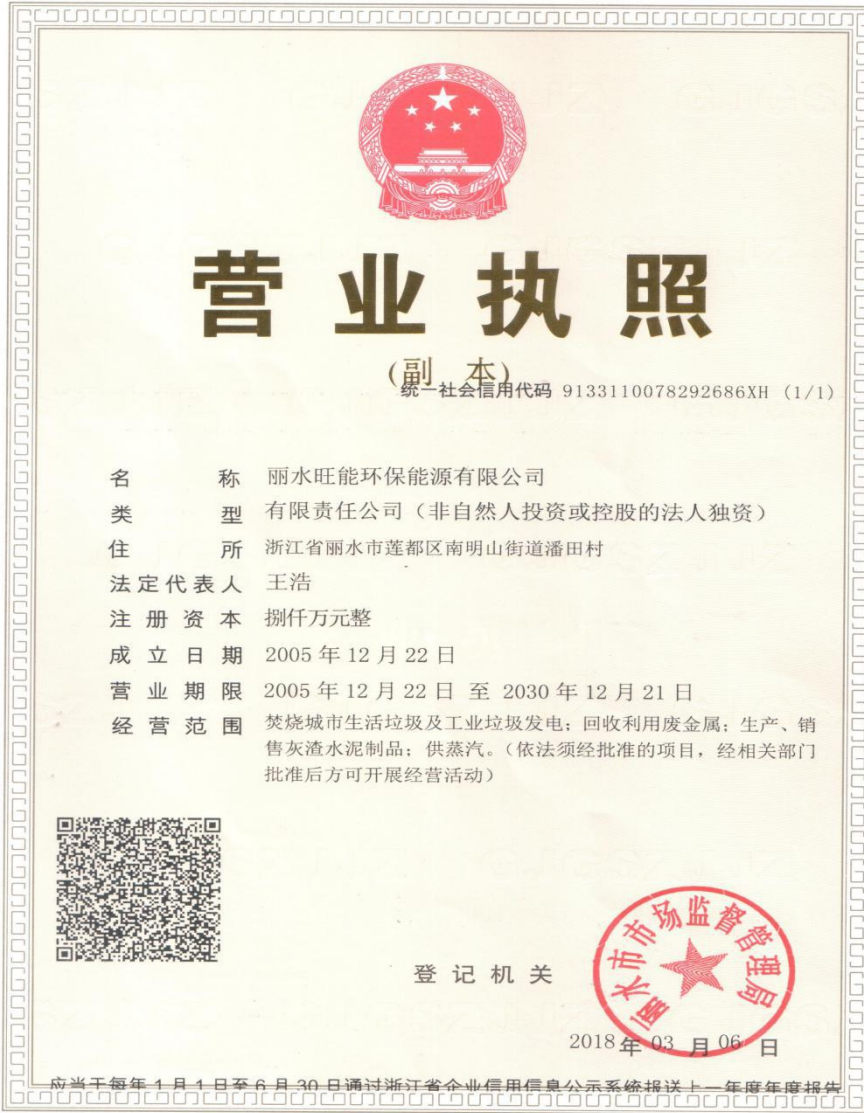 营业执照
(副 本)
统一社会信用代码 9133110078292686XH (1/1)
名 称 丽水旺能环保能源有限公司
类 型 有限责任公司（非自然人投资或控股的法人独资）
住 所 浙江省丽水市莲都区南明山街道潘田村
法定代表人 王浩
注册资本 捌仟万元整
成立日期 2005年12月22日
营业期限 2005年12月22日 至 2030年12月21日
经营范围 焚烧城市生活垃圾及工业垃圾发电；回收利用废金属；生产、销
售灰渣水泥制品；供蒸汽。（依法须经批准的项目，经相关部门
批准后方可开展经营活动）
丽水市市场监督管理局
登记机关
2018年03月06日
应当于每年1月1日至6月30日通过浙江省企业信用信息公示系统报送上一年度年度报告